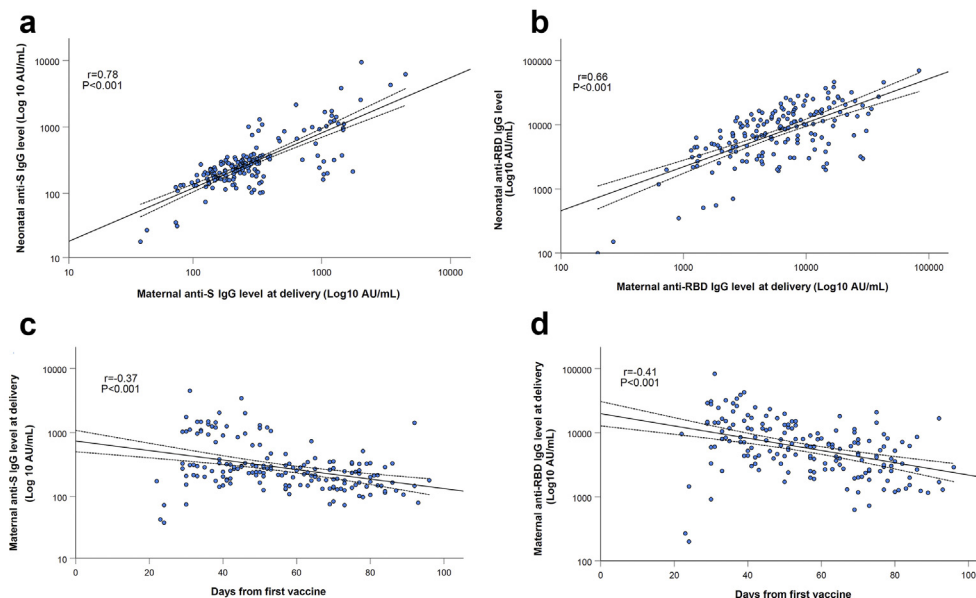 a
r=0.78
P<0.001
Neonatal anti-S IgG level (Log 10 AU/mL)
10000
1000
100
10
10
100
1000
10000
Maternal anti-S IgG level at delivery (Log10 AU/mL)
b
r=0.66
P<0.001
Neonatal anti-RBD IgG level
(Log10 AU/mL)
100000
10000
1000
100
100
1000
10000
100000
Maternal anti-RBD IgG level at delivery (Log10 AU/mL)
c
r=-0.37
P<0.001
Maternal anti-S IgG level at delivery
(Log 10 AU/mL)
10000
1000
100
10
0
20
40
60
80
100
Days from first vaccine
d
r=-0.41
P<0.001
Maternal anti-RBD IgG level at delivery
(Log10 AU/mL)
100000
10000
1000
100
0
20
40
60
80
100
Days from first vaccine